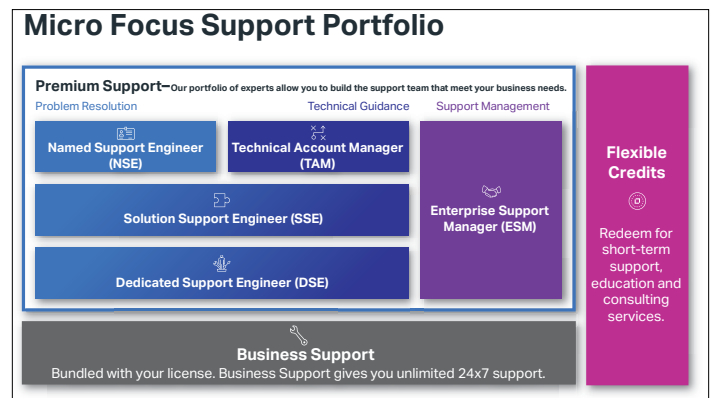 Micro Focus Support Portfolio
Premium Support–Our portfolio of experts allow you to build the support team that meet your business needs.
Problem Resolution
Technical Guidance
Support Management
Named Support Engineer
(NSE)
Technical Account Manager
(TAM)
Solution Support Engineer (SSE)
Dedicated Support Engineer (DSE)
Enterprise Support
Manager (ESM)
Flexible
Credits
Redeem for
short-term
support,
education and
consulting
services.
Business Support
Bundled with your license. Business Support gives you unlimited 24x7 support.